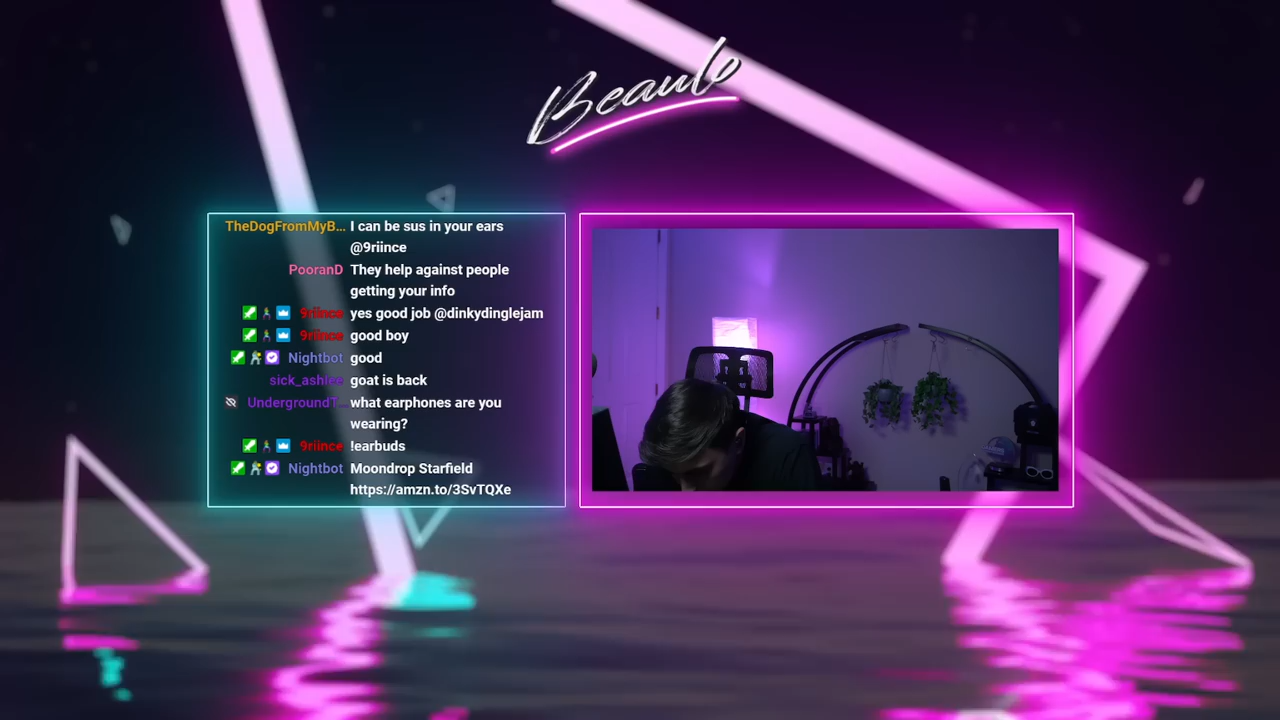 Beaulo
TheDogFromMyB... I can be sus in your ears
@9riince
PooranD They help against people
getting your info
9riince yes good job @dinkydinglejam
9riince good boy
Nightbot good
sick_ashlee goat is back
UndergroundT... what earphones are you
wearing?
9riince !earbuds
Nightbot Moondrop Starfield
https://amzn.to/3SvTQXe